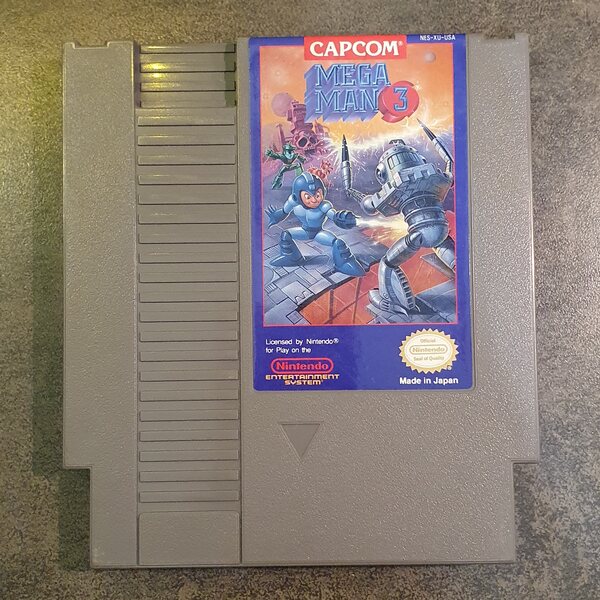 NES-XU-USA
CAPCOM®
MEGA
MAN 3
Licensed by Nintendo®
for Play on the
Nintendo
ENTERTAINMENT
SYSTEM™
Official
Nintendo
Seal of Quality
Made in Japan